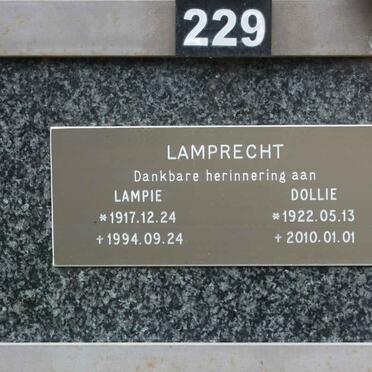 229
LAMPRECHT
Dankbare herinnering aan
LAMPIE DOLLIE
*1917.12.24 *1922.05.13
+1994.09.24 +2010.01.01